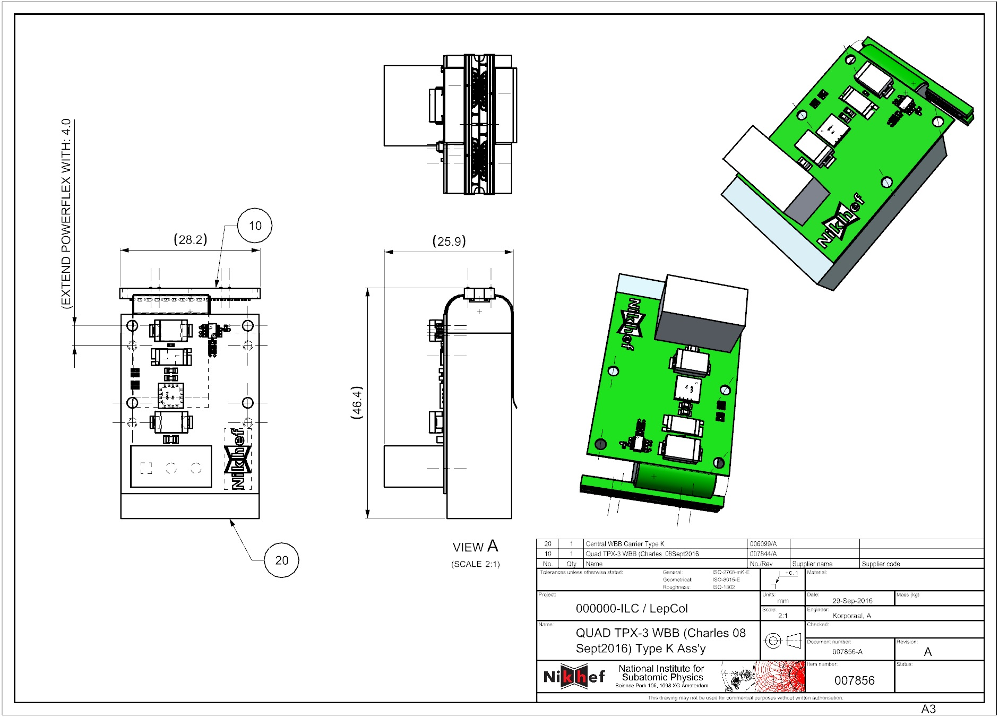 (EXTEND POWERFLEX WITH: 4.0
(28.2)
10
(25.9)
(46.4)
Nikhef
20
VIEW A
(SCALE 2:1)
Nikhef
Nikhef
20 1 Central WBB Carrier Type K 006099/A
10 1 Quad TPX-3 WBB (Charles_08Sept2016 007844/A
No. Qty Name No./Rev Supplier name Supplier code
Tolerances unless otherwise stated: General: ISO-2768-mK-E
Geometrical: ISO-8015-E
Roughness: ISO-1302
+0.1
Material:
Project:
000000-ILC / LepCol
Units:
mm
Date:
29-Sep-2016
Mass (kg)
Scale:
2:1
Engineer:
Korporaal, A
Name:
QUAD TPX-3 WBB (Charles 08
Sept2016) Type K Ass'y
Checked:
Document number:
007856-A
Revision:
A
Nikhef
National Institute for
Subatomic Physics
Science Park 105, 1098 XG Amsterdam
Item number:
007856
Status:
This drawing may not be used for commercial purposes without written authorisation.
A3